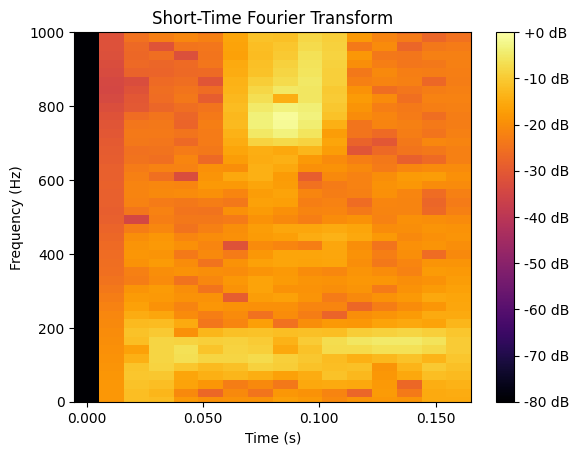 Short-Time Fourier Transform
1000
800
600
400
200
0
Frequency (Hz)
0.000
0.050
0.100
0.150
Time (s)
+0 dB
-10 dB
-20 dB
-30 dB
-40 dB
-50 dB
-60 dB
-70 dB
-80 dB